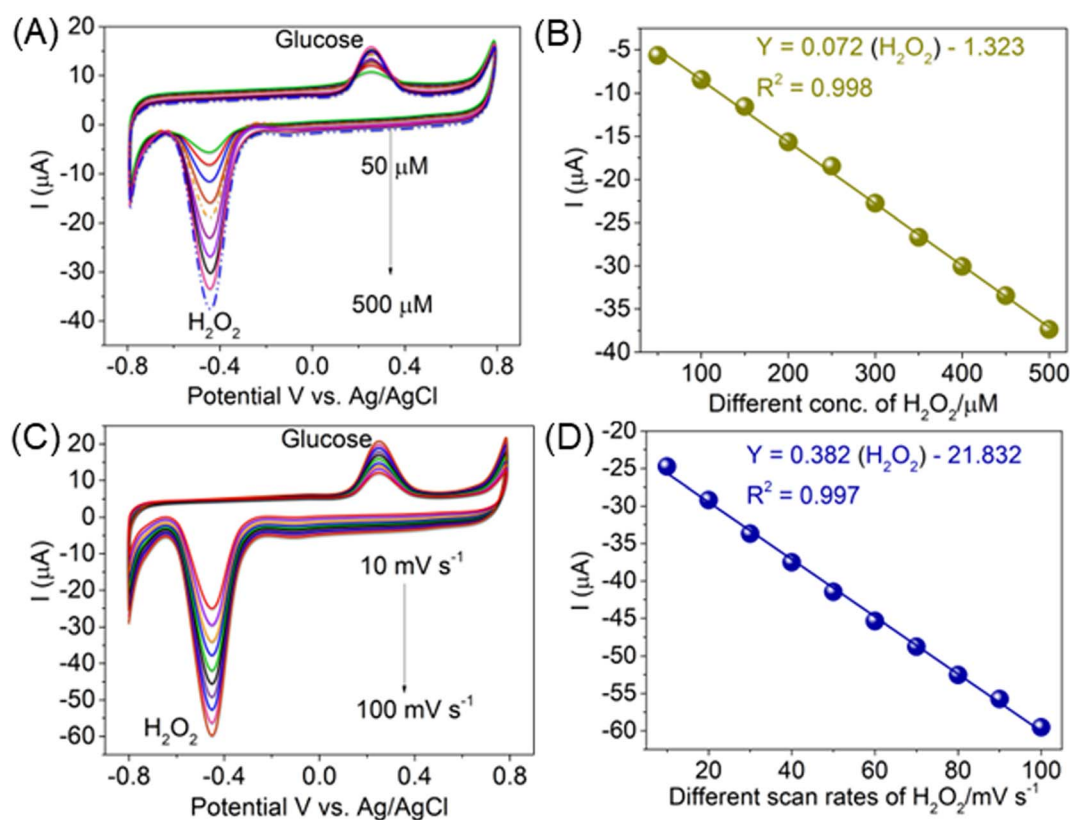 (A)
20
10
0
-10
-20
-30
-40
I (μA)
Glucose
50 μM
500 μM
H₂O₂
-0.8 -0.4 0.0 0.4 0.8
Potential V vs. Ag/AgCl
(B)
-5
-10
-15
-20
-25
-30
-35
-40
I (μA)
Y = 0.072 (H₂O₂) - 1.323
R² = 0.998
100 200 300 400 500
Different conc. of H₂O₂/μM
(C)
20
10
0
-10
-20
-30
-40
-50
-60
I (μA)
Glucose
10 mV s⁻¹
100 mV s⁻¹
H₂O₂
-0.8 -0.4 0.0 0.4 0.8
Potential V vs. Ag/AgCl
(D)
-20
-25
-30
-35
-40
-45
-50
-55
-60
I (μA)
Y = 0.382 (H₂O₂) - 21.832
R² = 0.997
20 40 60 80 100
Different scan rates of H₂O₂/mV s⁻¹